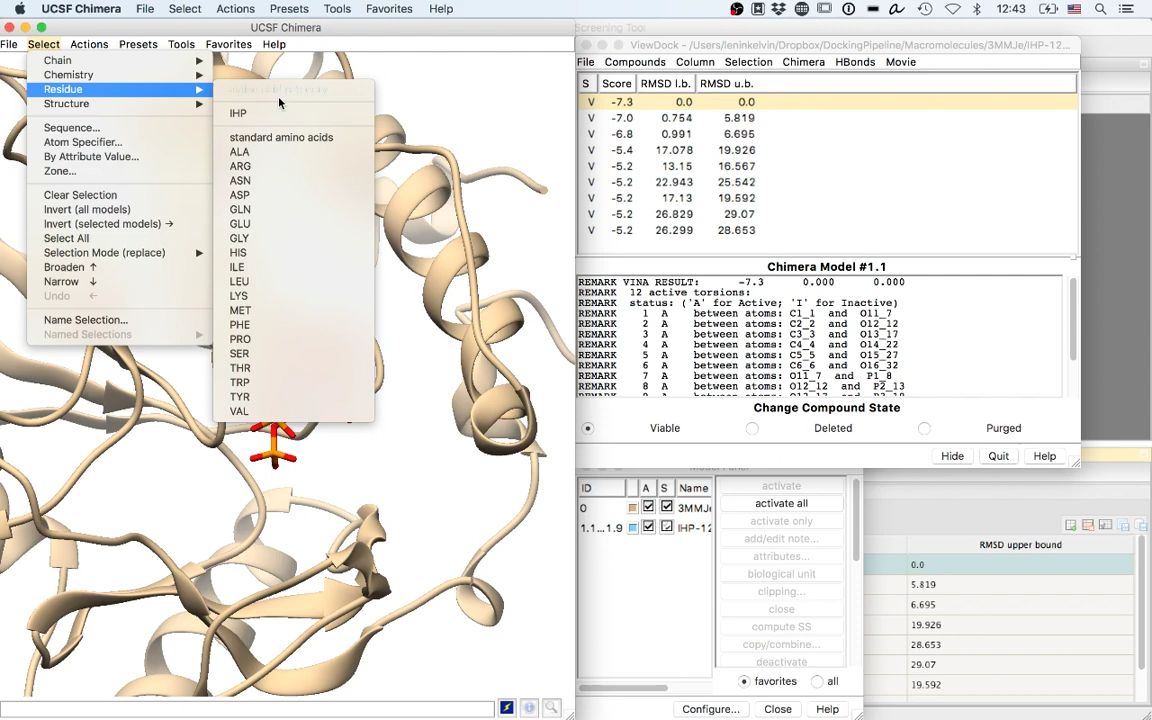 UCSF Chimera File Select Actions Presets Tools Favorites Help 12:43
UCSF Chimera
File Select Actions Presets Tools Favorites Help
Chain
Chemistry
Residue
Structure
Sequence...
Atom Specifier...
By Attribute Value...
Zone...
Clear Selection
Invert (all models)
Invert (selected models) →
Select All
Selection Mode (replace)
Broaden ↑
Narrow ↓
Undo ←
Name Selection...
Named Selections
amino acid category
IHP
standard amino acids
ALA
ARG
ASN
ASP
GLN
GLU
GLY
HIS
ILE
LEU
LYS
MET
PHE
PRO
SER
THR
TRP
TYR
VAL
Screening Tool
ViewDock - /Users/leninkelvin/Dropbox/DockingPipeline/Macromolecules/3MMJe/IHP-12...
File Compounds Column Selection Chimera HBonds Movie
S Score RMSD l.b. RMSD u.b.
V -7.3 0.0 0.0
V -7.0 0.754 5.819
V -6.8 0.991 6.695
V -5.4 17.078 19.926
V -5.2 13.15 16.567
V -5.2 22.943 25.542
V -5.2 17.13 19.592
V -5.2 26.829 29.07
V -5.2 26.299 28.653
Chimera Model #1.1
REMARK VINA RESULT: -7.3 0.000 0.000
REMARK 12 active torsions:
REMARK status: ('A' for Active; 'I' for Inactive)
REMARK 1 A between atoms: C1_1 and O11_7
REMARK 2 A between atoms: C2_2 and O12_12
REMARK 3 A between atoms: C3_3 and O13_17
REMARK 4 A between atoms: C4_4 and O14_22
REMARK 5 A between atoms: C5_5 and O15_27
REMARK 6 A between atoms: C6_6 and O16_32
REMARK 7 A between atoms: O11_7 and P1_8
REMARK 8 A between atoms: O12_12 and P2_13
Change Compound State
Viable Deleted Purged
Hide Quit Help
ID A S Name
0 3MMJe
1.1...1.9 IHP-12
activate
activate all
activate only
add/edit note...
attributes...
biological unit
clipping...
close
compute SS
copy/combine...
deactivate
favorites all
Configure... Close Help
RMSD upper bound
0.0
5.819
6.695
19.926
28.653
29.07
19.592